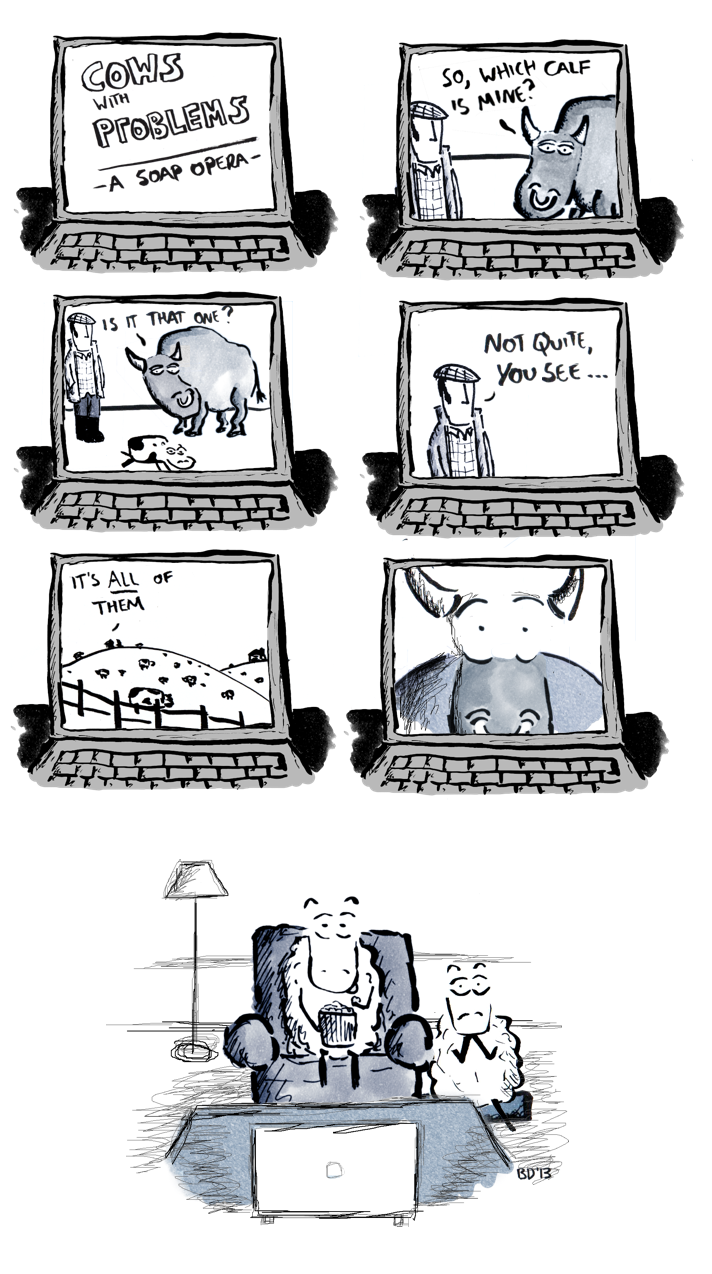 COWS
WITH
PROBLEMS
-A SOAP OPERA-
SO, WHICH CALF
IS MINE?
IS IT THAT ONE?
NOT QUITE,
YOU SEE...
IT'S ALL OF
THEM
BD'13